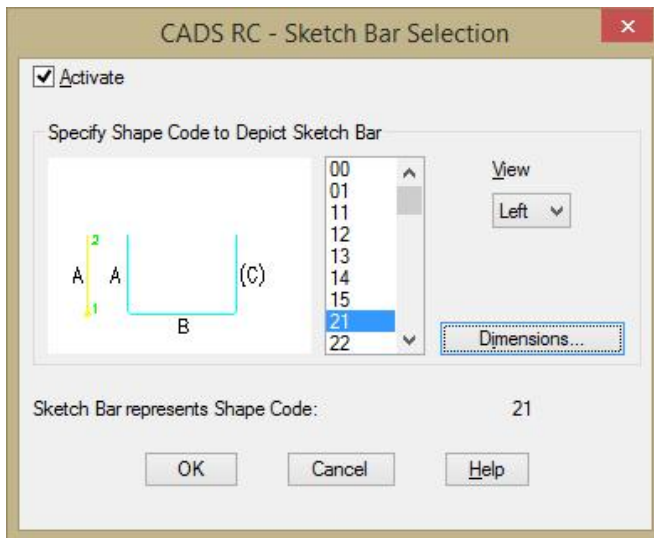 CADS RC - Sketch Bar Selection
Activate
Specify Shape Code to Depict Sketch Bar
00
01
11
12
13
14
15
21
22
View
Left
2
A A (C)
1
B
Dimensions...
Sketch Bar represents Shape Code: 21
OK Cancel Help